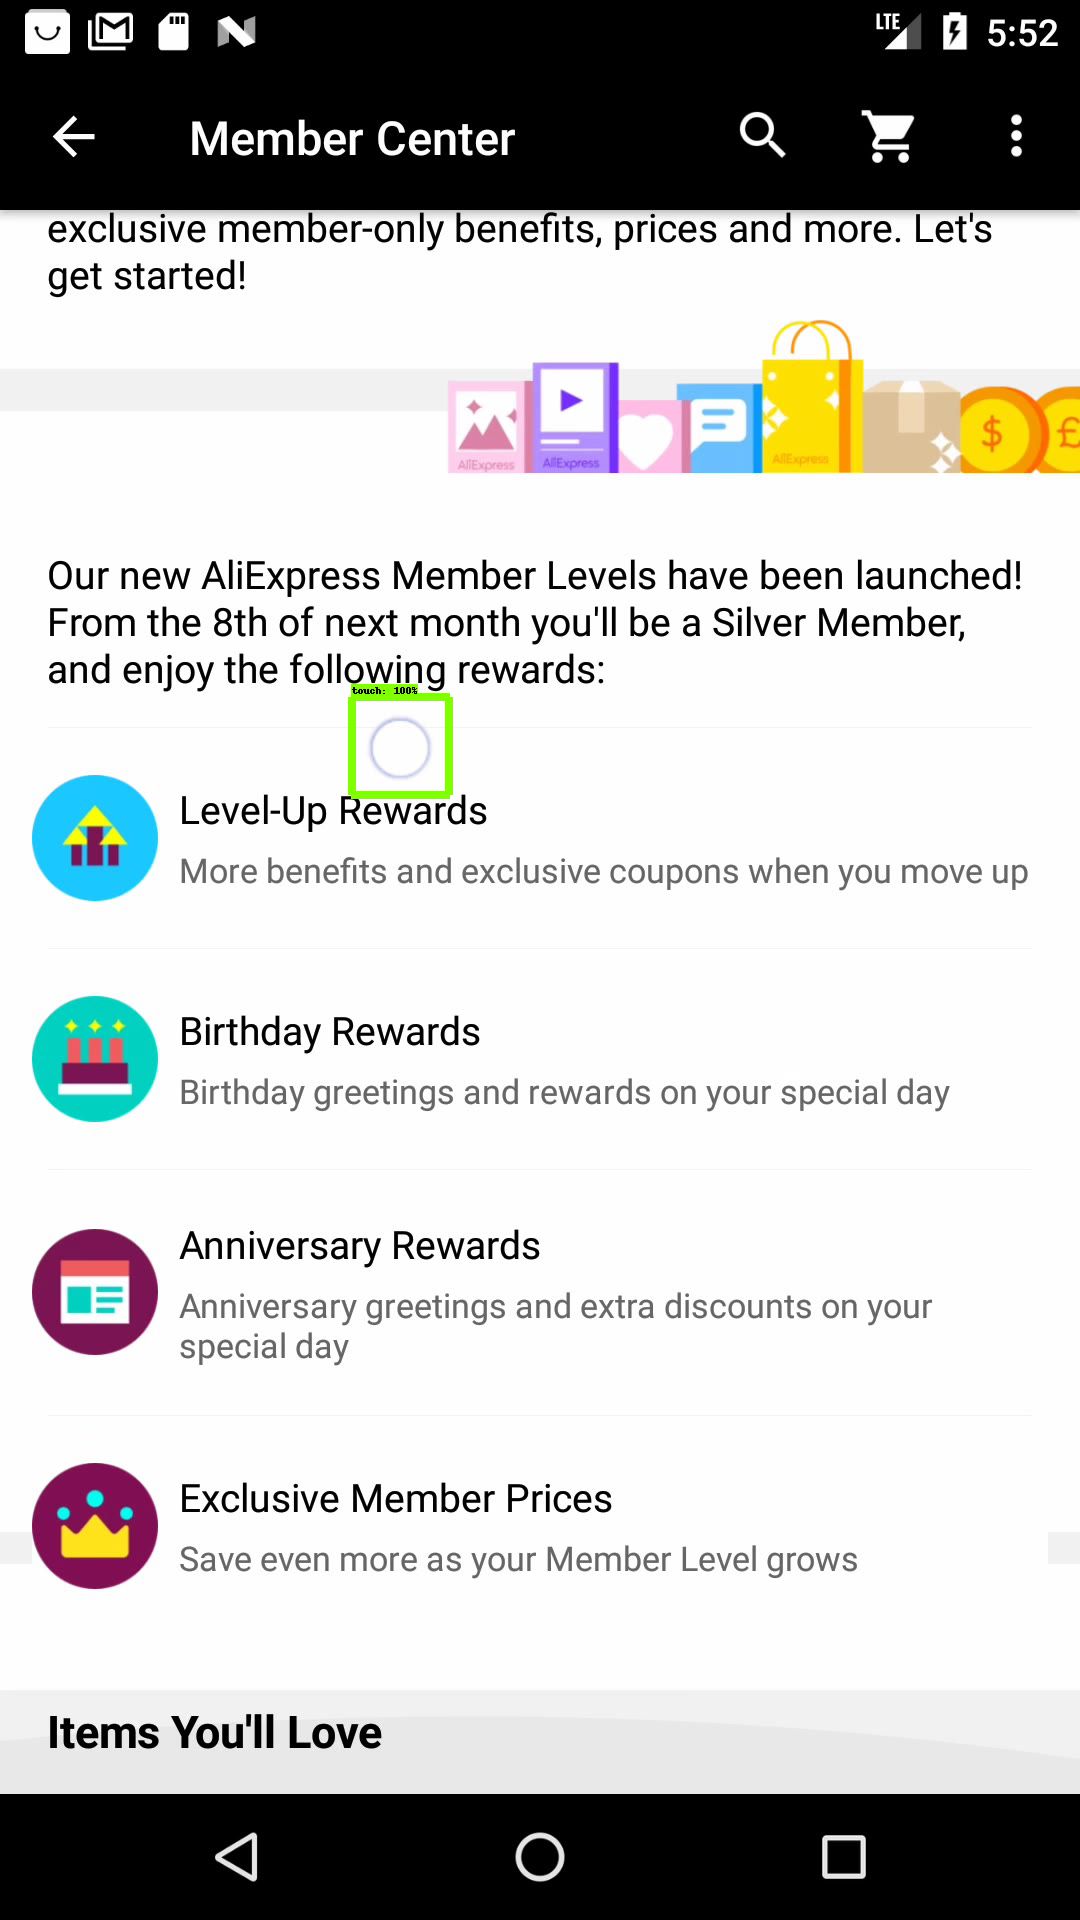 LTE 5:52
Member Center
exclusive member-only benefits, prices and more. Let's
get started!
$ £
AliExpress AliExpress AliExpress
Our new AliExpress Member Levels have been launched!
From the 8th of next month you'll be a Silver Member,
and enjoy the following rewards:
touch: 100%
Level-Up Rewards
More benefits and exclusive coupons when you move up
Birthday Rewards
Birthday greetings and rewards on your special day
Anniversary Rewards
Anniversary greetings and extra discounts on your
special day
Exclusive Member Prices
Save even more as your Member Level grows
Items You'll Love